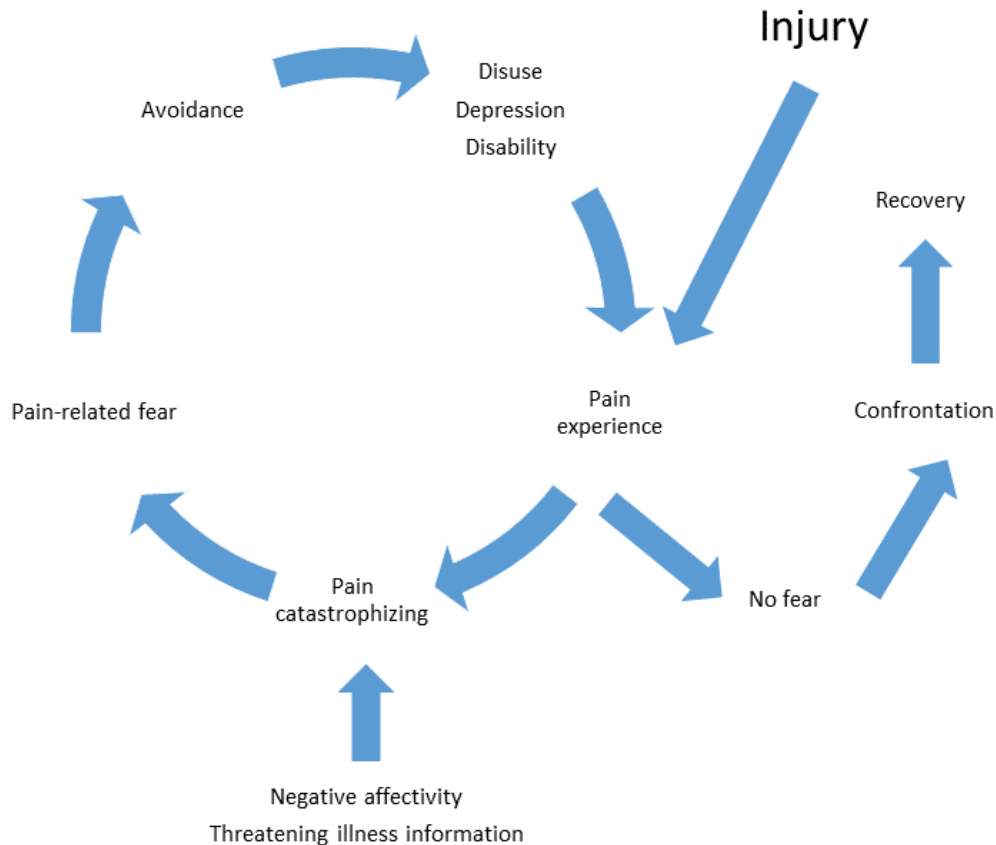 Injury
Disuse
Avoidance
Depression
Disability
Recovery
Pain-related fear
Pain
experience
Confrontation
Pain
catastrophizing
No fear
Negative affectivity
Threatening illness information